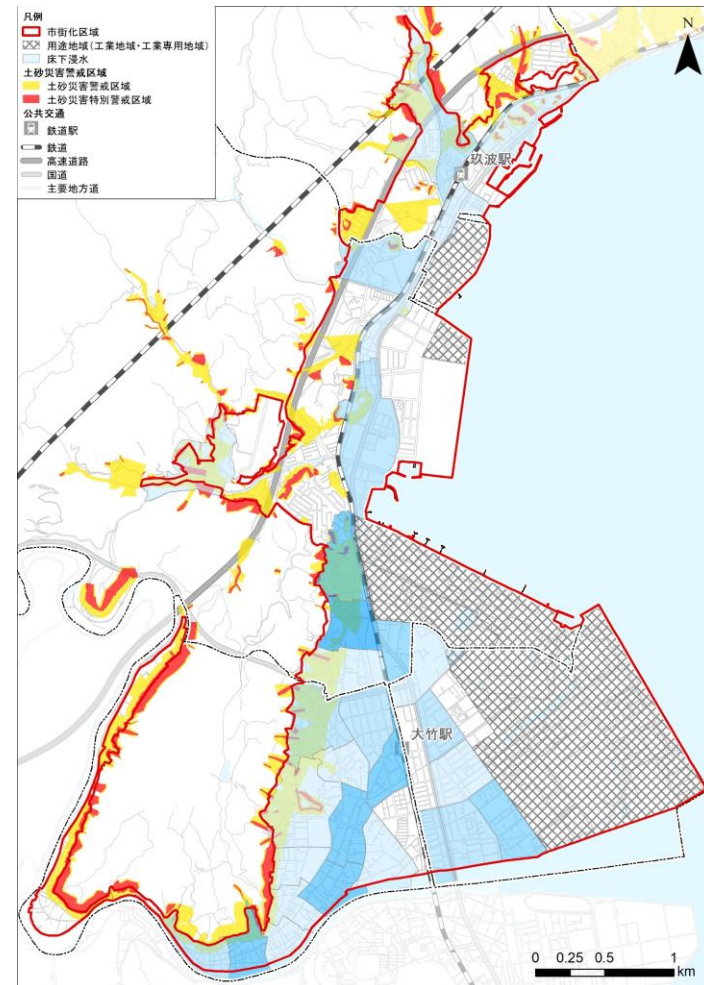 凡例
市街化区域
用途地域(工業地域・工業専用地域)
床下浸水
土砂災害警戒区域
土砂災害警戒区域
土砂災害特別警戒区域
公共交通
鉄道駅
鉄道
高速道路
国道
主要地方道
N
玖波駅
大竹駅
0 0.25 0.5 1
km